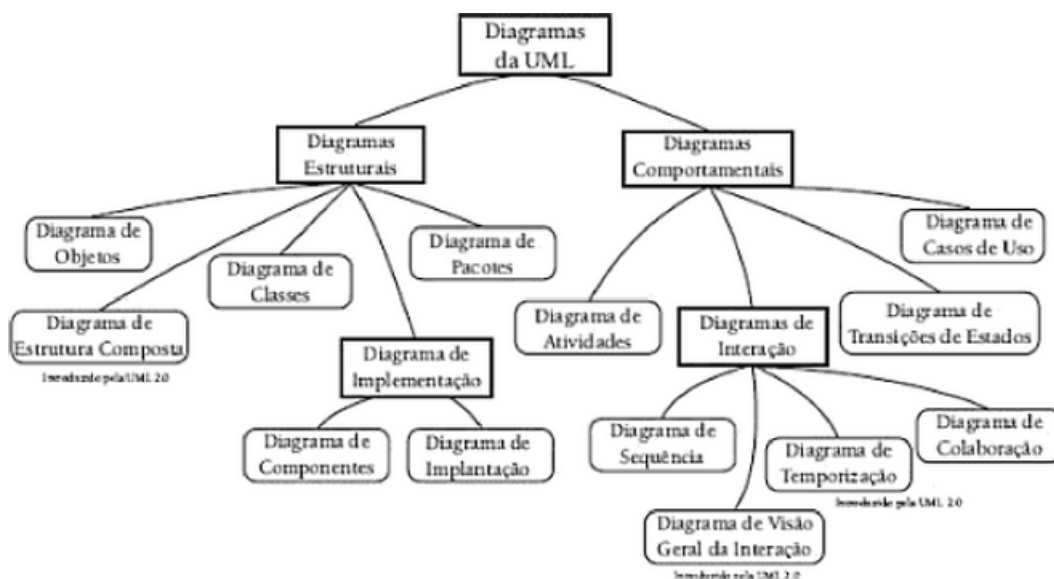 Diagramas
da UML
Diagramas
Estruturais
Diagramas
Comportamentais
Diagrama de
Objetos
Diagrama de
Classes
Diagrama de
Pacotes
Diagrama de
Casos de Uso
Diagrama de
Estrutura Composta
Introduzido pela UML 2.0
Diagrama de
Implementação
Diagrama de
Atividades
Diagramas de
Interação
Diagrama de
Transições de Estados
Diagrama de
Componentes
Diagrama de
Implantação
Diagrama de
Sequência
Diagrama de
Temporização
Introduzido pela UML 2.0
Diagrama de
Colaboração
Diagrama de Visão
Geral da Interação
Introduzido pela UML 2.0